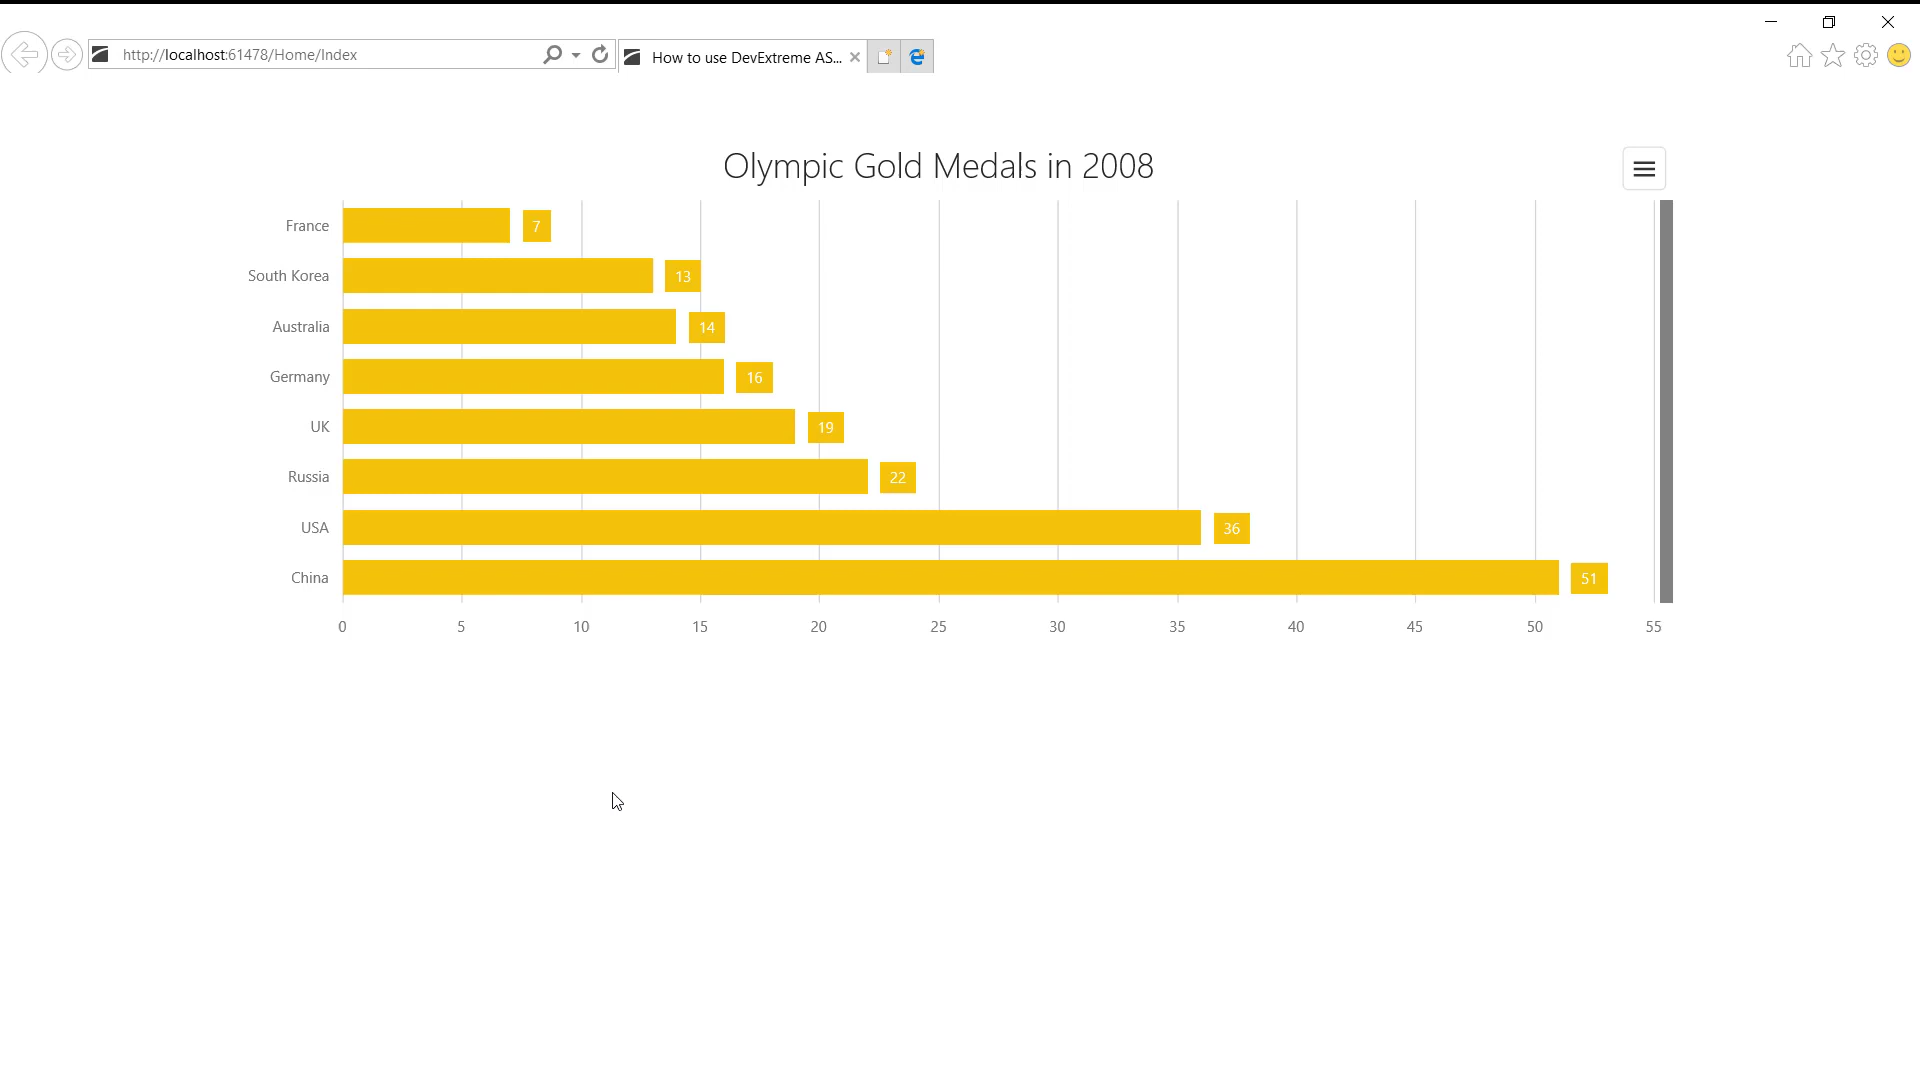 http://localhost:61478/Home/Index
How to use DevExtreme AS...
Olympic Gold Medals in 2008
France 7
South Korea 13
Australia 14
Germany 16
UK 19
Russia 22
USA 36
China 51
0 5 10 15 20 25 30 35 40 45 50 55